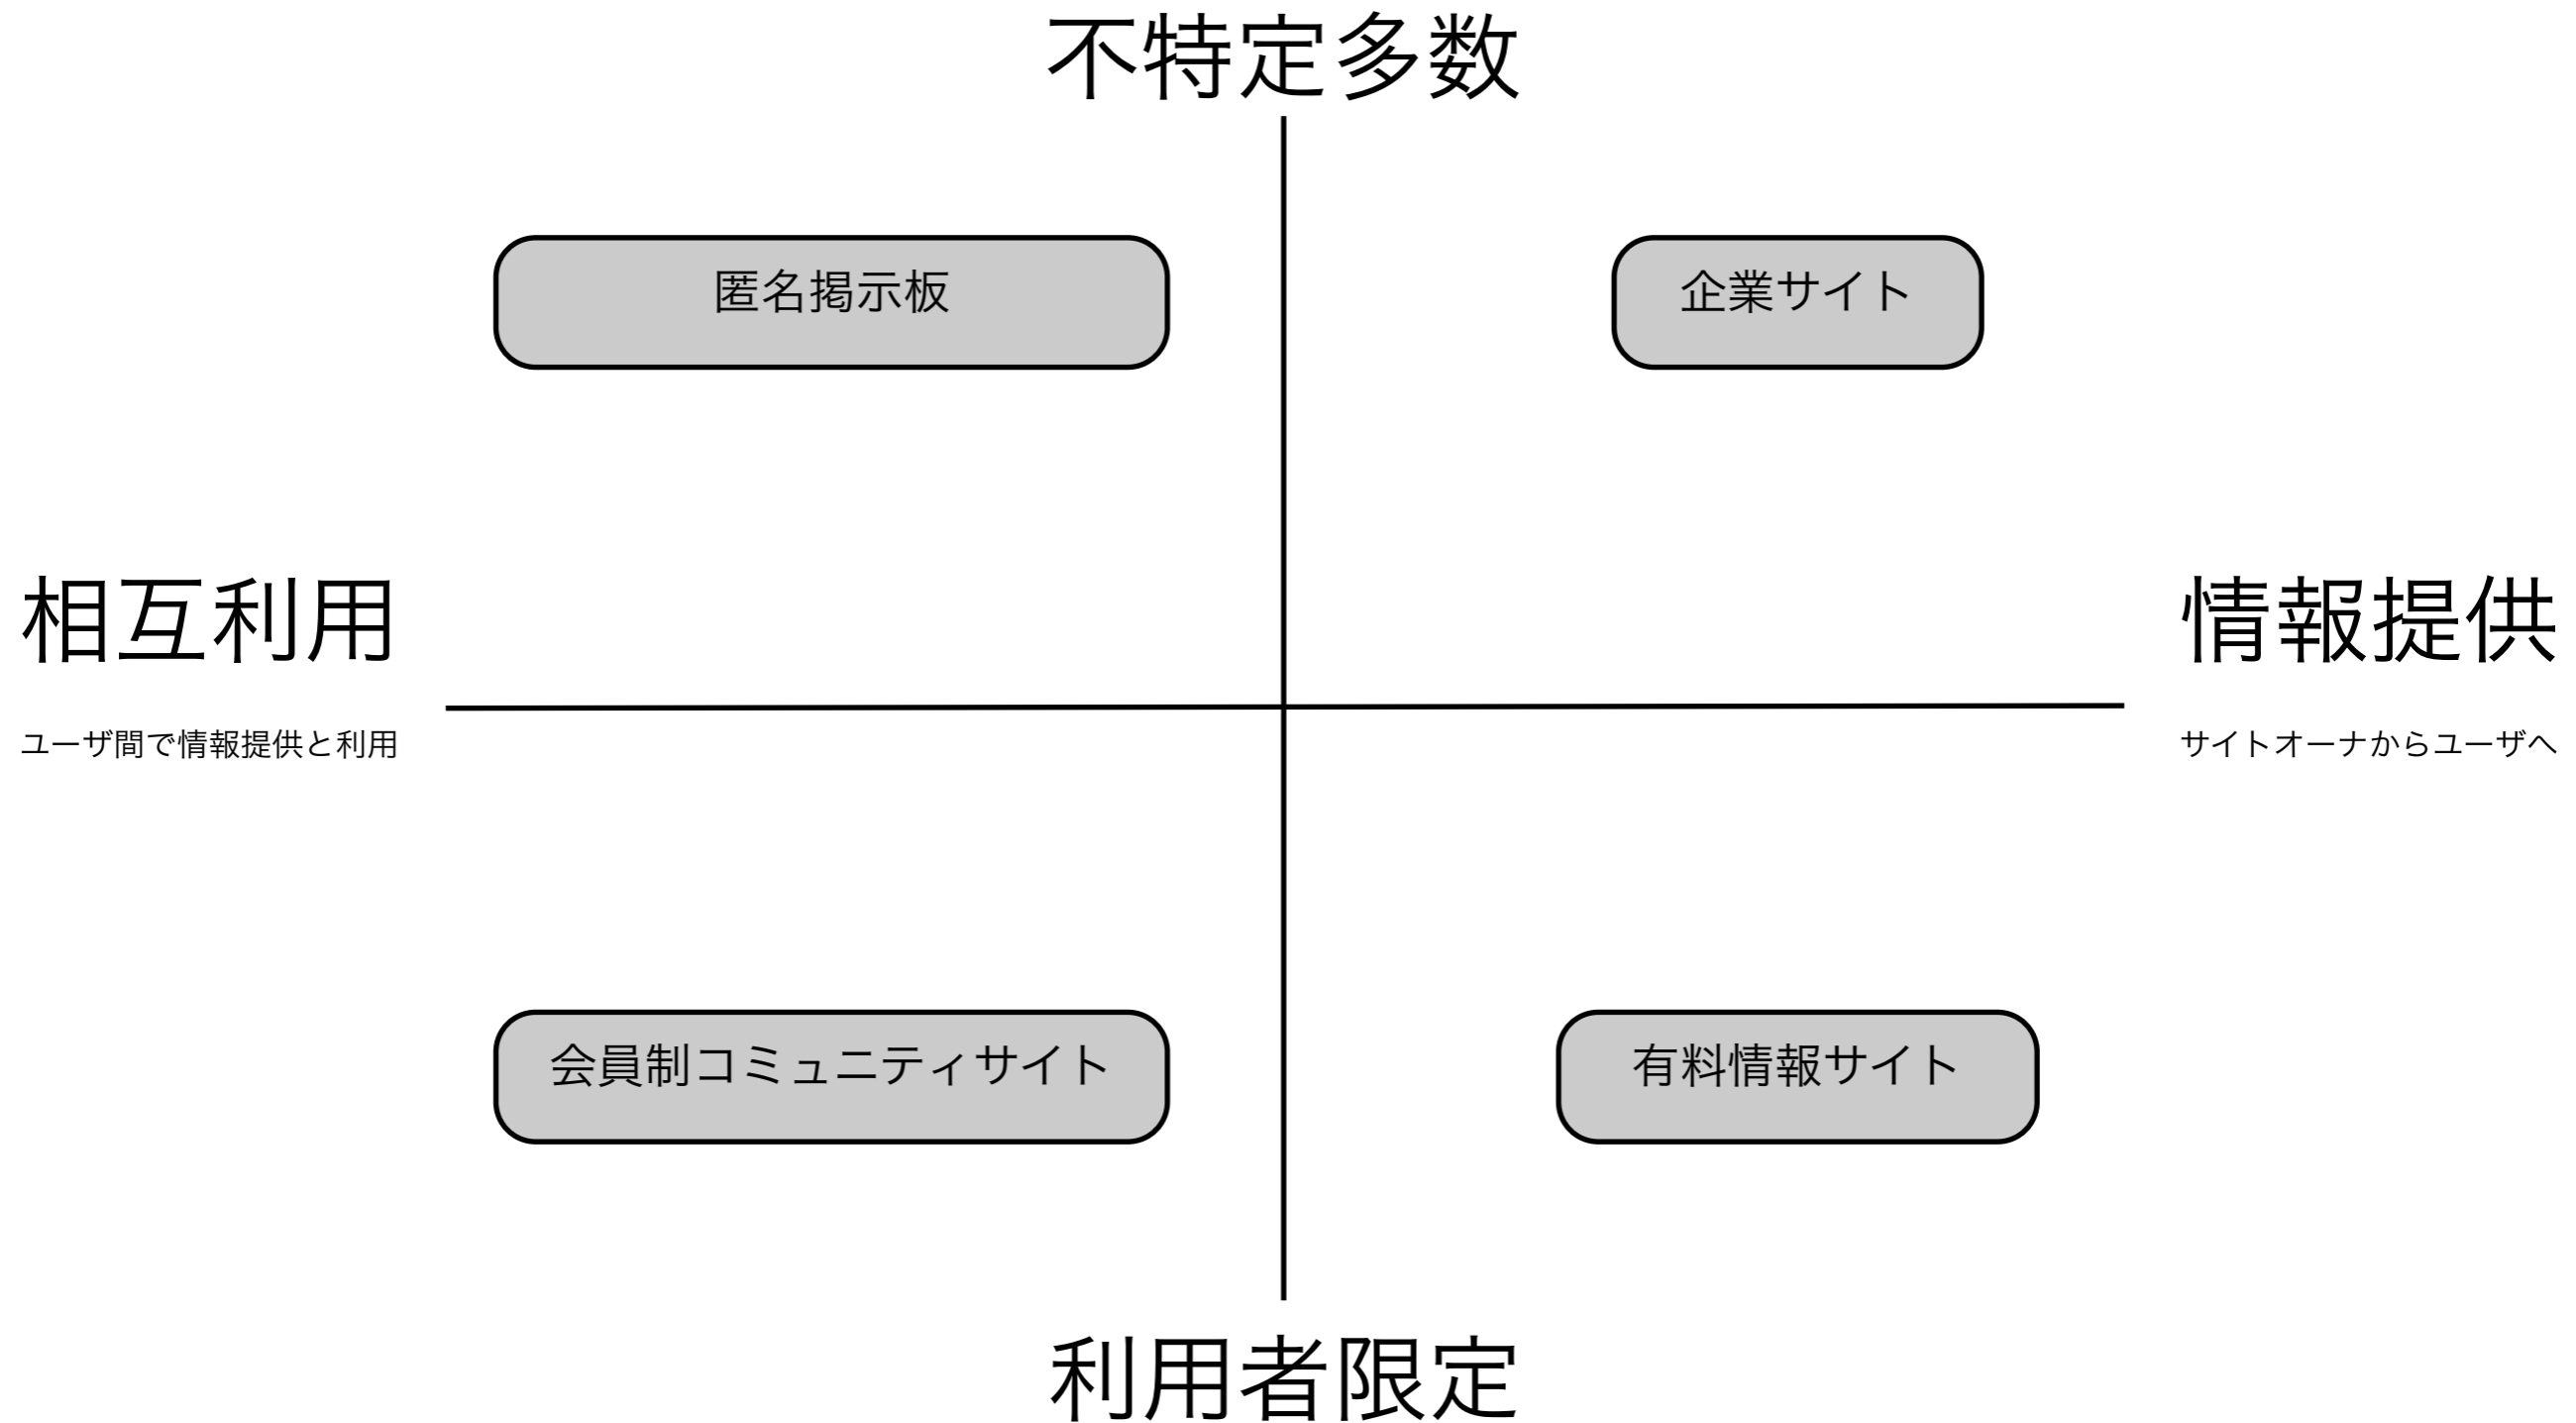 不特定多数
匿名掲示板
企業サイト
相互利用
情報提供
ユーザ間で情報提供と利用
サイトオーナからユーザへ
会員制コミュニティサイト
有料情報サイト
利用者限定